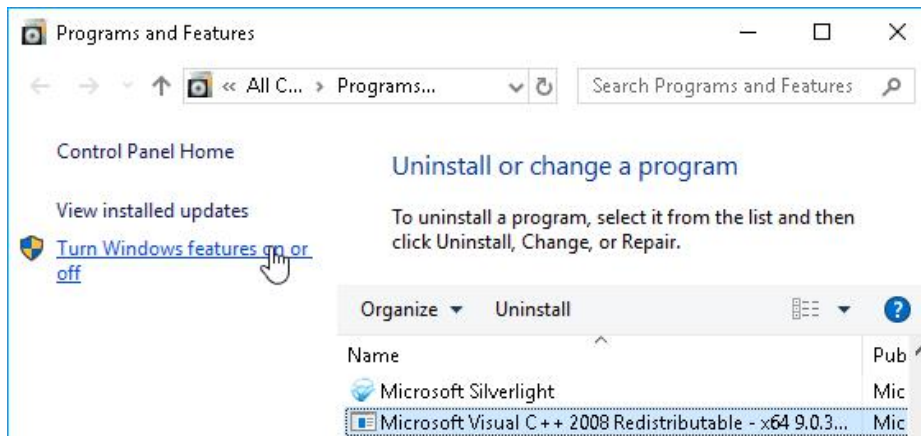 Programs and Features
« All C... › Programs...
Search Programs and Features
Control Panel Home
View installed updates
Turn Windows features on or
off
Uninstall or change a program
To uninstall a program, select it from the list and then
click Uninstall, Change, or Repair.
Organize Uninstall
?
Name Pub
Microsoft Silverlight Mic
Microsoft Visual C++ 2008 Redistributable - x64 9.0.3... Mic